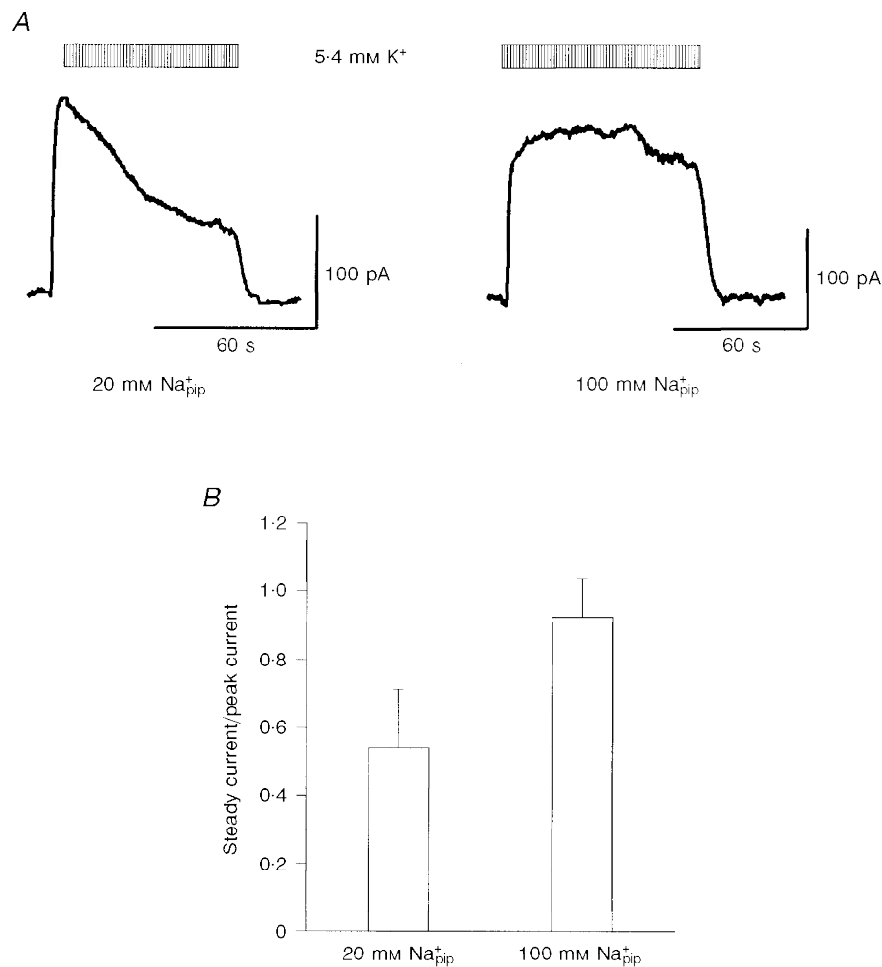 A
5·4 mM K⁺
100 pA
60 s
20 mM Na⁺pip
100 pA
60 s
100 mM Na⁺pip
B
Steady current/peak current
1·2
1·0
0·8
0·6
0·4
0·2
0
20 mM Na⁺pip
100 mM Na⁺pip